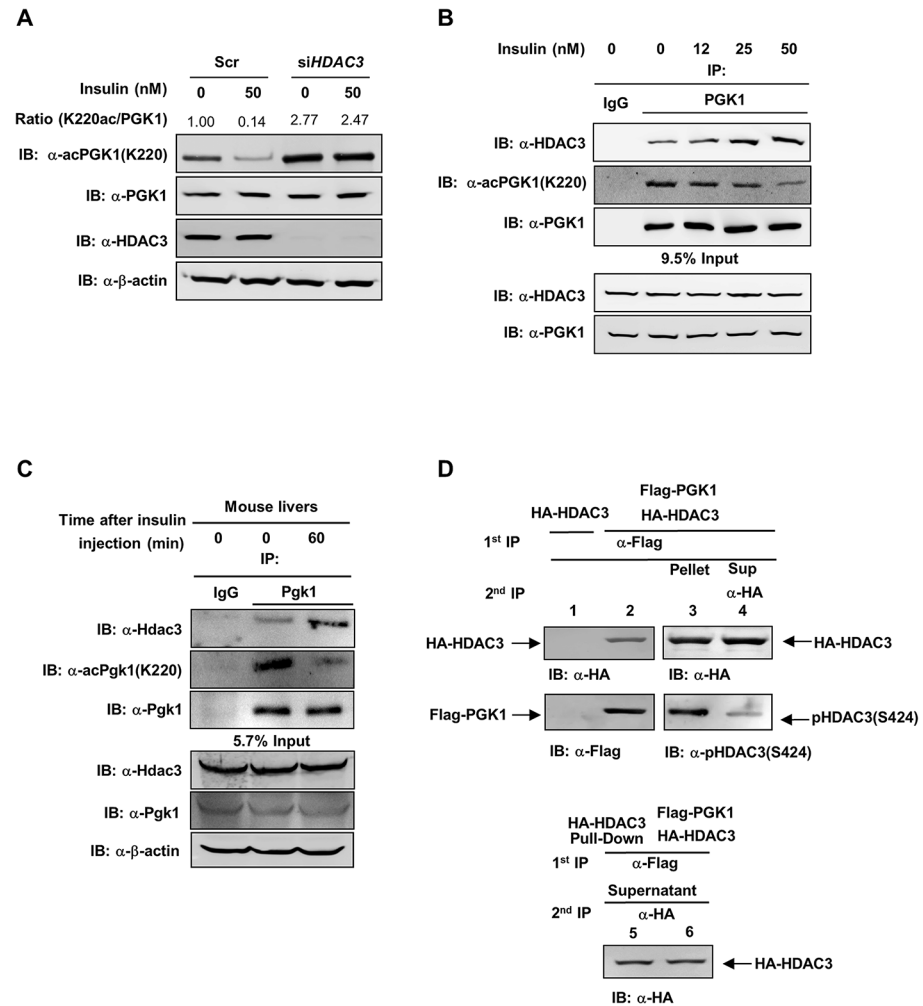 A
Scr siHDAC3
Insulin (nM) 0 50 0 50
Ratio (K220ac/PGK1) 1.00 0.14 2.77 2.47
IB: α-acPGK1(K220)
IB: α-PGK1
IB: α-HDAC3
IB: α-β-actin
B
Insulin (nM) 0 0 12 25 50
IP:
IgG PGK1
IB: α-HDAC3
IB: α-acPGK1(K220)
IB: α-PGK1
9.5% Input
IB: α-HDAC3
IB: α-PGK1
C
Mouse livers
Time after insulin
injection (min) 0 0 60
IP:
IgG Pgk1
IB: α-Hdac3
IB: α-acPgk1(K220)
IB: α-Pgk1
5.7% Input
IB: α-Hdac3
IB: α-Pgk1
IB: α-β-actin
D
Flag-PGK1
HA-HDAC3 HA-HDAC3
1st IP α-Flag
Pellet Sup
2nd IP α-HA
1 2 3 4
HA-HDAC3 HA-HDAC3
IB: α-HA IB: α-HA
Flag-PGK1 pHDAC3(S424)
IB: α-Flag IB: α-pHDAC3(S424)
HA-HDAC3 Flag-PGK1
Pull-Down HA-HDAC3
1st IP α-Flag
Supernatant
2nd IP α-HA
5 6
HA-HDAC3
IB: α-HA